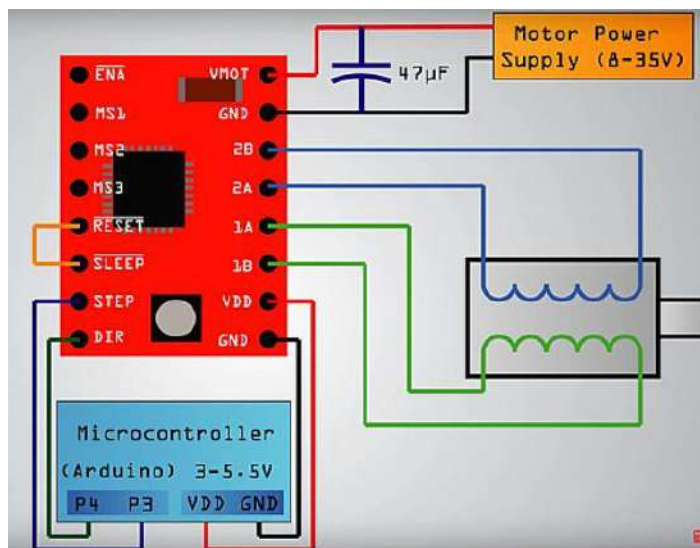 ENA
MS1
MS2
MS3
RESET
SLEEP
STEP
DIR
VMOT
GND
2B
2A
1A
1B
VDD
GND
47µF
Motor Power
Supply (8-35V)
Microcontroller
(Arduino) 3-5.5V
P4 P3 VDD GND